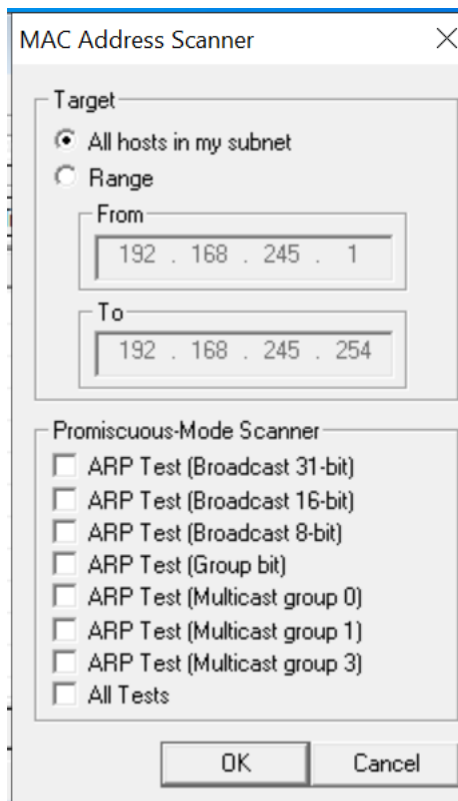 MAC Address Scanner
Target
All hosts in my subnet
Range
From
192 . 168 . 245 . 1
To
192 . 168 . 245 . 254
Promiscuous-Mode Scanner
ARP Test (Broadcast 31-bit)
ARP Test (Broadcast 16-bit)
ARP Test (Broadcast 8-bit)
ARP Test (Group bit)
ARP Test (Multicast group 0)
ARP Test (Multicast group 1)
ARP Test (Multicast group 3)
All Tests
OK Cancel